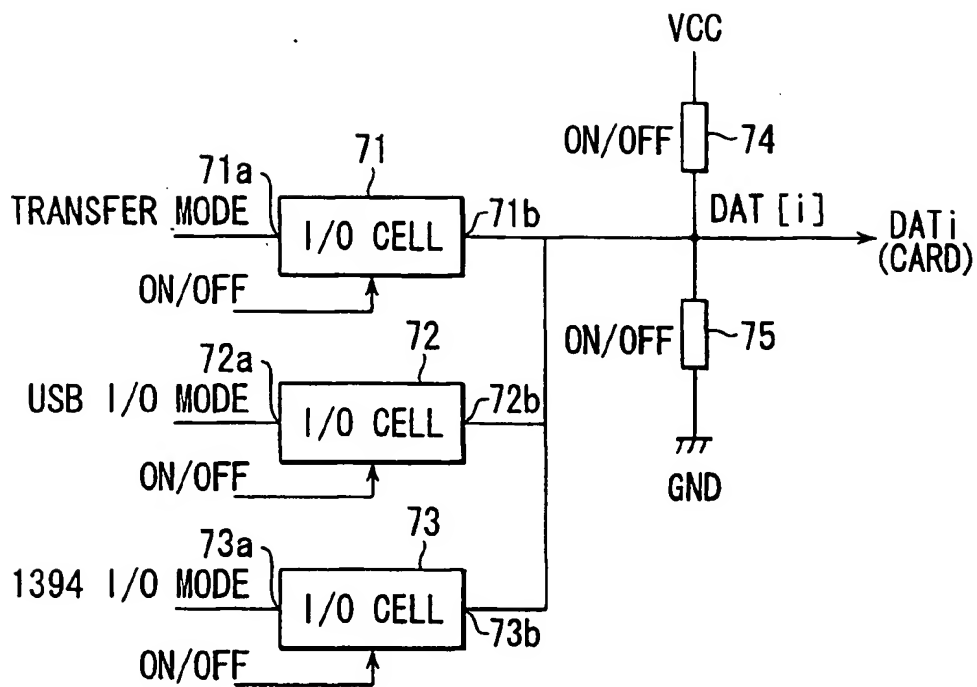 VCC
ON/OFF 74
71
71a
TRANSFER MODE
I/O CELL
71b
DAT [i]
DATi
(CARD)
ON/OFF
ON/OFF 75
72
72a
USB I/O MODE
I/O CELL
72b
ON/OFF
GND
73
73a
1394 I/O MODE
I/O CELL
73b
ON/OFF